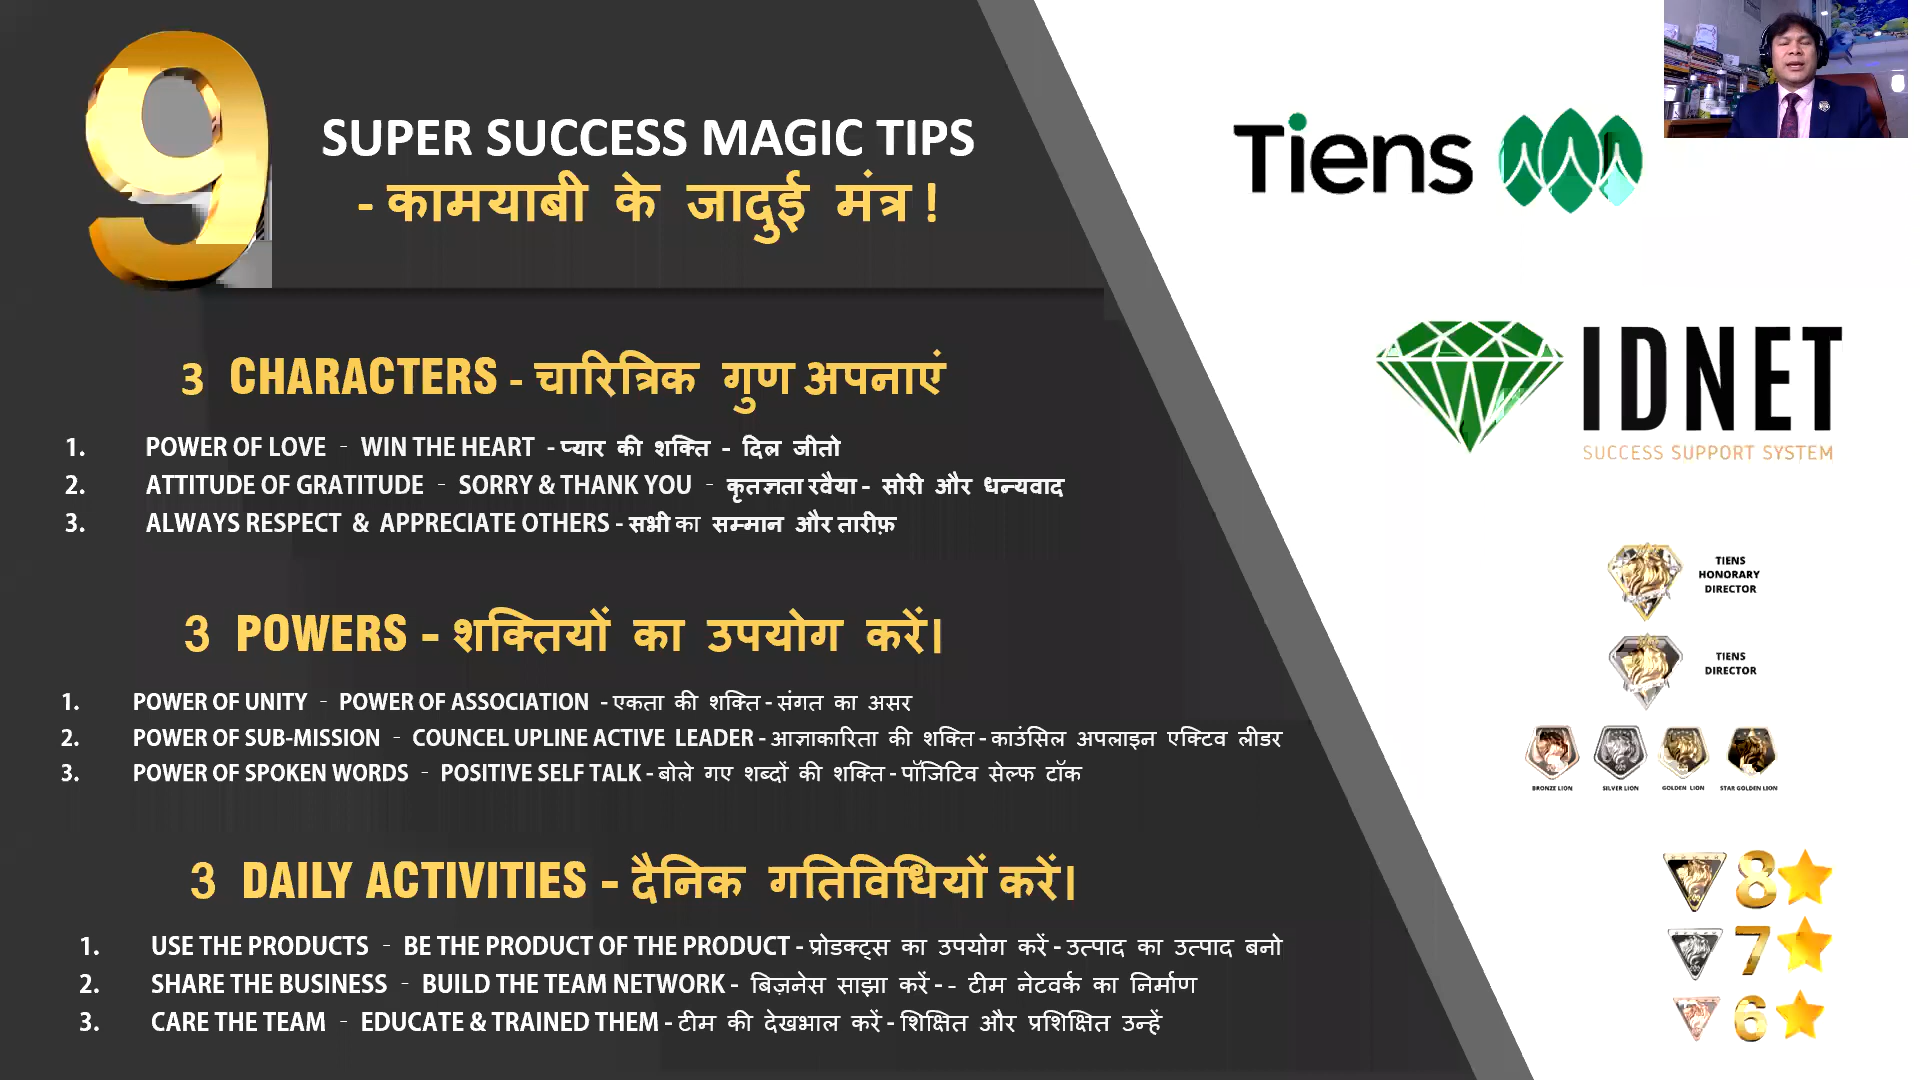 9
SUPER SUCCESS MAGIC TIPS
- कामयाबी के जादुई मंत्र !
Tiens
IDNET
SUCCESS SUPPORT SYSTEM
3 CHARACTERS - चारित्रिक गुण अपनाएं
1. POWER OF LOVE - WIN THE HEART - प्यार की शक्ति - दिल जीतो
2. ATTITUDE OF GRATITUDE - SORRY & THANK YOU - कृतज्ञता रवैया - सोरी और धन्यवाद
3. ALWAYS RESPECT & APPRECIATE OTHERS - सभी का सम्मान और तारीफ़
3 POWERS - शक्तियों का उपयोग करें।
1. POWER OF UNITY - POWER OF ASSOCIATION - एकता की शक्ति - संगत का असर
2. POWER OF SUB-MISSION - COUNCEL UPLINE ACTIVE LEADER - आज्ञाकारिता की शक्ति - काउंसिल अपलाइन एक्टिव लीडर
3. POWER OF SPOKEN WORDS - POSITIVE SELF TALK - बोले गए शब्दों की शक्ति - पॉजिटिव सेल्फ टॉक
3 DAILY ACTIVITIES - दैनिक गतिविधियों करें।
1. USE THE PRODUCTS - BE THE PRODUCT OF THE PRODUCT - प्रोडक्ट्स का उपयोग करें - उत्पाद का उत्पाद बनो
2. SHARE THE BUSINESS - BUILD THE TEAM NETWORK - बिज़नेस साझा करें - - टीम नेटवर्क का निर्माण
3. CARE THE TEAM - EDUCATE & TRAINED THEM - टीम की देखभाल करें - शिक्षित और प्रशिक्षित उन्हें
TIENS
HONORARY
DIRECTOR
TIENS
DIRECTOR
BRONZE LION SILVER LION GOLDEN LION STAR GOLDEN LION
8
7
6